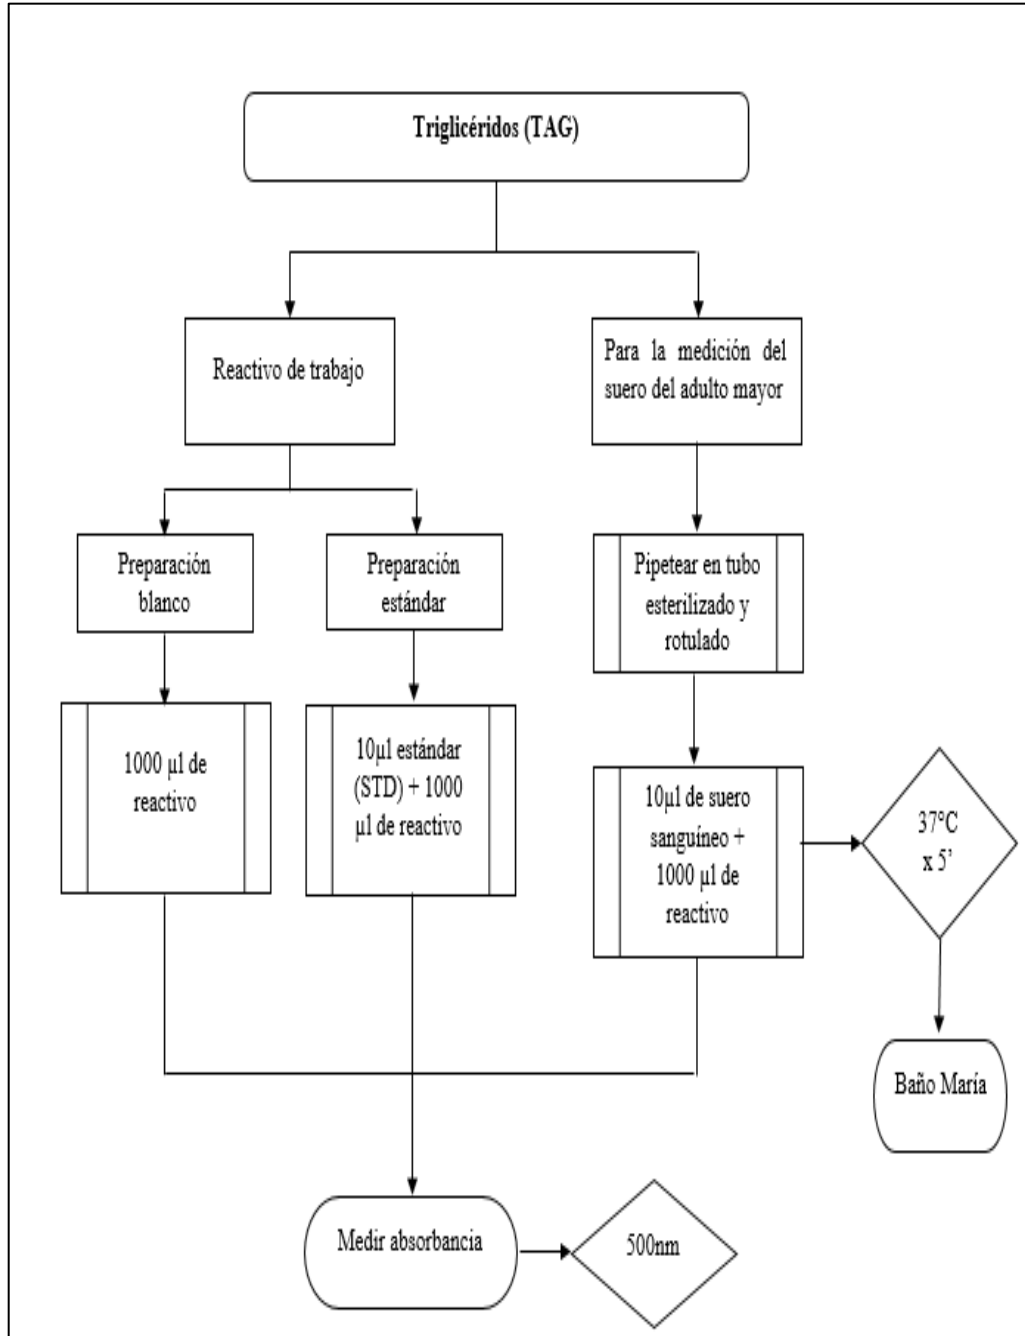 Triglicéridos (TAG)
Reactivo de trabajo
Para la medición del
suero del adulto mayor
Preparación
blanco
Preparación
estándar
Pipetear en tubo
esterilizado y
rotulado
1000 µl de
reactivo
10µl estándar
(STD) + 1000
µl de reactivo
10µl de suero
sanguíneo +
1000 µl de
reactivo
37°C
x 5’
Baño María
Medir absorbancia
500nm